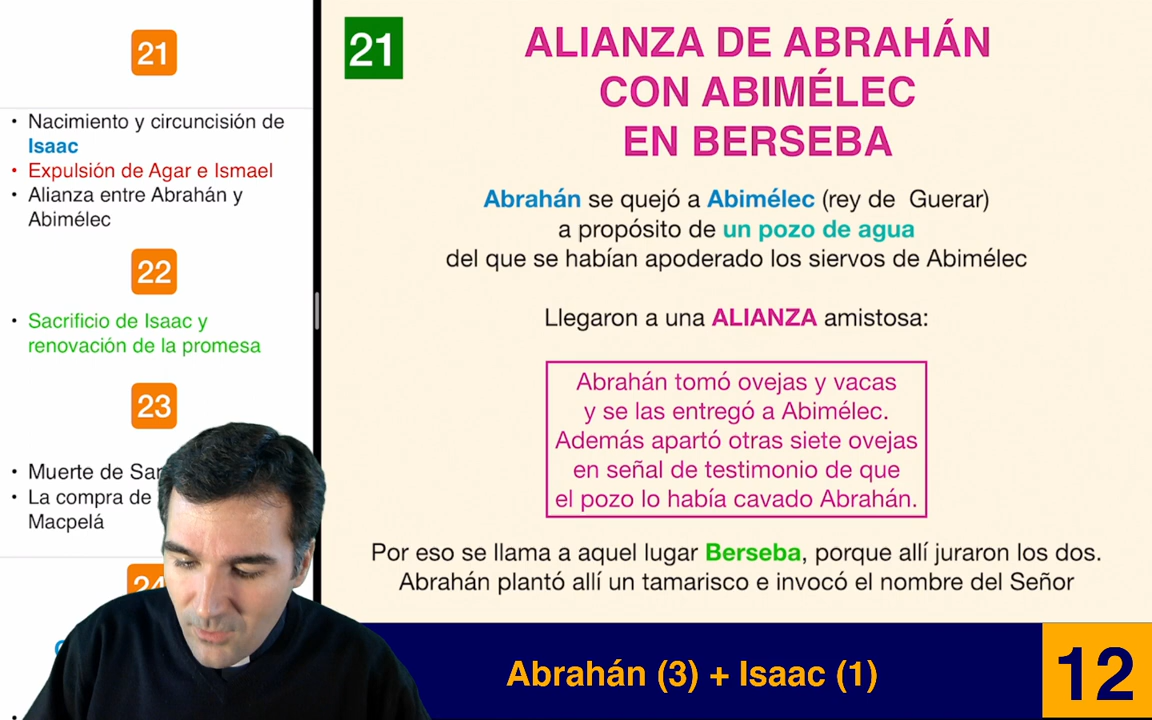 21
• Nacimiento y circuncisión de
Isaac
• Expulsión de Agar e Ismael
• Alianza entre Abrahán y
Abimélec
22
• Sacrificio de Isaac y
renovación de la promesa
23
• Muerte de
• La compra de
Macpelá
24
21
ALIANZA DE ABRAHÁN
CON ABIMÉLEC
EN BERSEBA
Abrahán se quejó a Abimélec (rey de Guerar)
a propósito de un pozo de agua
del que se habían apoderado los siervos de Abimélec
Llegaron a una ALIANZA amistosa:
Abrahán tomó ovejas y vacas
y se las entregó a Abimélec.
Además apartó otras siete ovejas
en señal de testimonio de que
el pozo lo había cavado Abrahán.
Por eso se llama a aquel lugar Berseba, porque allí juraron los dos.
Abrahán plantó allí un tamarisco e invocó el nombre del Señor
Abrahán (3) + Isaac (1)
12